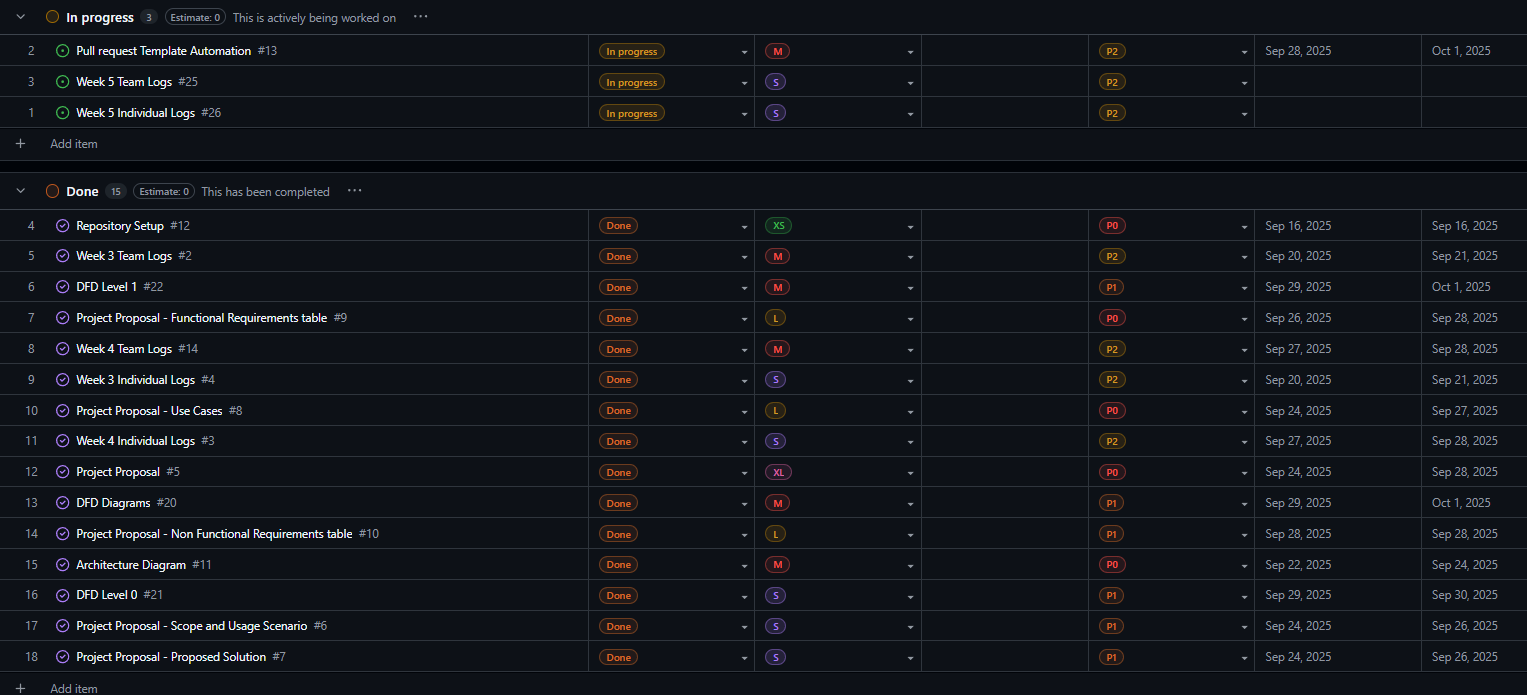 In progress 3 Estimate: 0 This is actively being worked on ...
2 Pull request Template Automation #13 In progress M P2 Sep 28, 2025 Oct 1, 2025
3 Week 5 Team Logs #25 In progress S P2
1 Week 5 Individual Logs #26 In progress S P2
+ Add item
Done 15 Estimate: 0 This has been completed ...
4 Repository Setup #12 Done XS P0 Sep 16, 2025 Sep 16, 2025
5 Week 3 Team Logs #2 Done M P2 Sep 20, 2025 Sep 21, 2025
6 DFD Level 1 #22 Done M P1 Sep 29, 2025 Oct 1, 2025
7 Project Proposal - Functional Requirements table #9 Done L P0 Sep 26, 2025 Sep 28, 2025
8 Week 4 Team Logs #14 Done M P2 Sep 27, 2025 Sep 28, 2025
9 Week 3 Individual Logs #4 Done S P2 Sep 20, 2025 Sep 21, 2025
10 Project Proposal - Use Cases #8 Done L P0 Sep 24, 2025 Sep 27, 2025
11 Week 4 Individual Logs #3 Done S P2 Sep 27, 2025 Sep 28, 2025
12 Project Proposal #5 Done XL P0 Sep 24, 2025 Sep 28, 2025
13 DFD Diagrams #20 Done M P1 Sep 29, 2025 Oct 1, 2025
14 Project Proposal - Non Functional Requirements table #10 Done L P1 Sep 28, 2025 Sep 28, 2025
15 Architecture Diagram #11 Done M P0 Sep 22, 2025 Sep 24, 2025
16 DFD Level 0 #21 Done S P1 Sep 29, 2025 Sep 30, 2025
17 Project Proposal - Scope and Usage Scenario #6 Done S P1 Sep 24, 2025 Sep 26, 2025
18 Project Proposal - Proposed Solution #7 Done S P1 Sep 24, 2025 Sep 26, 2025
+ Add item